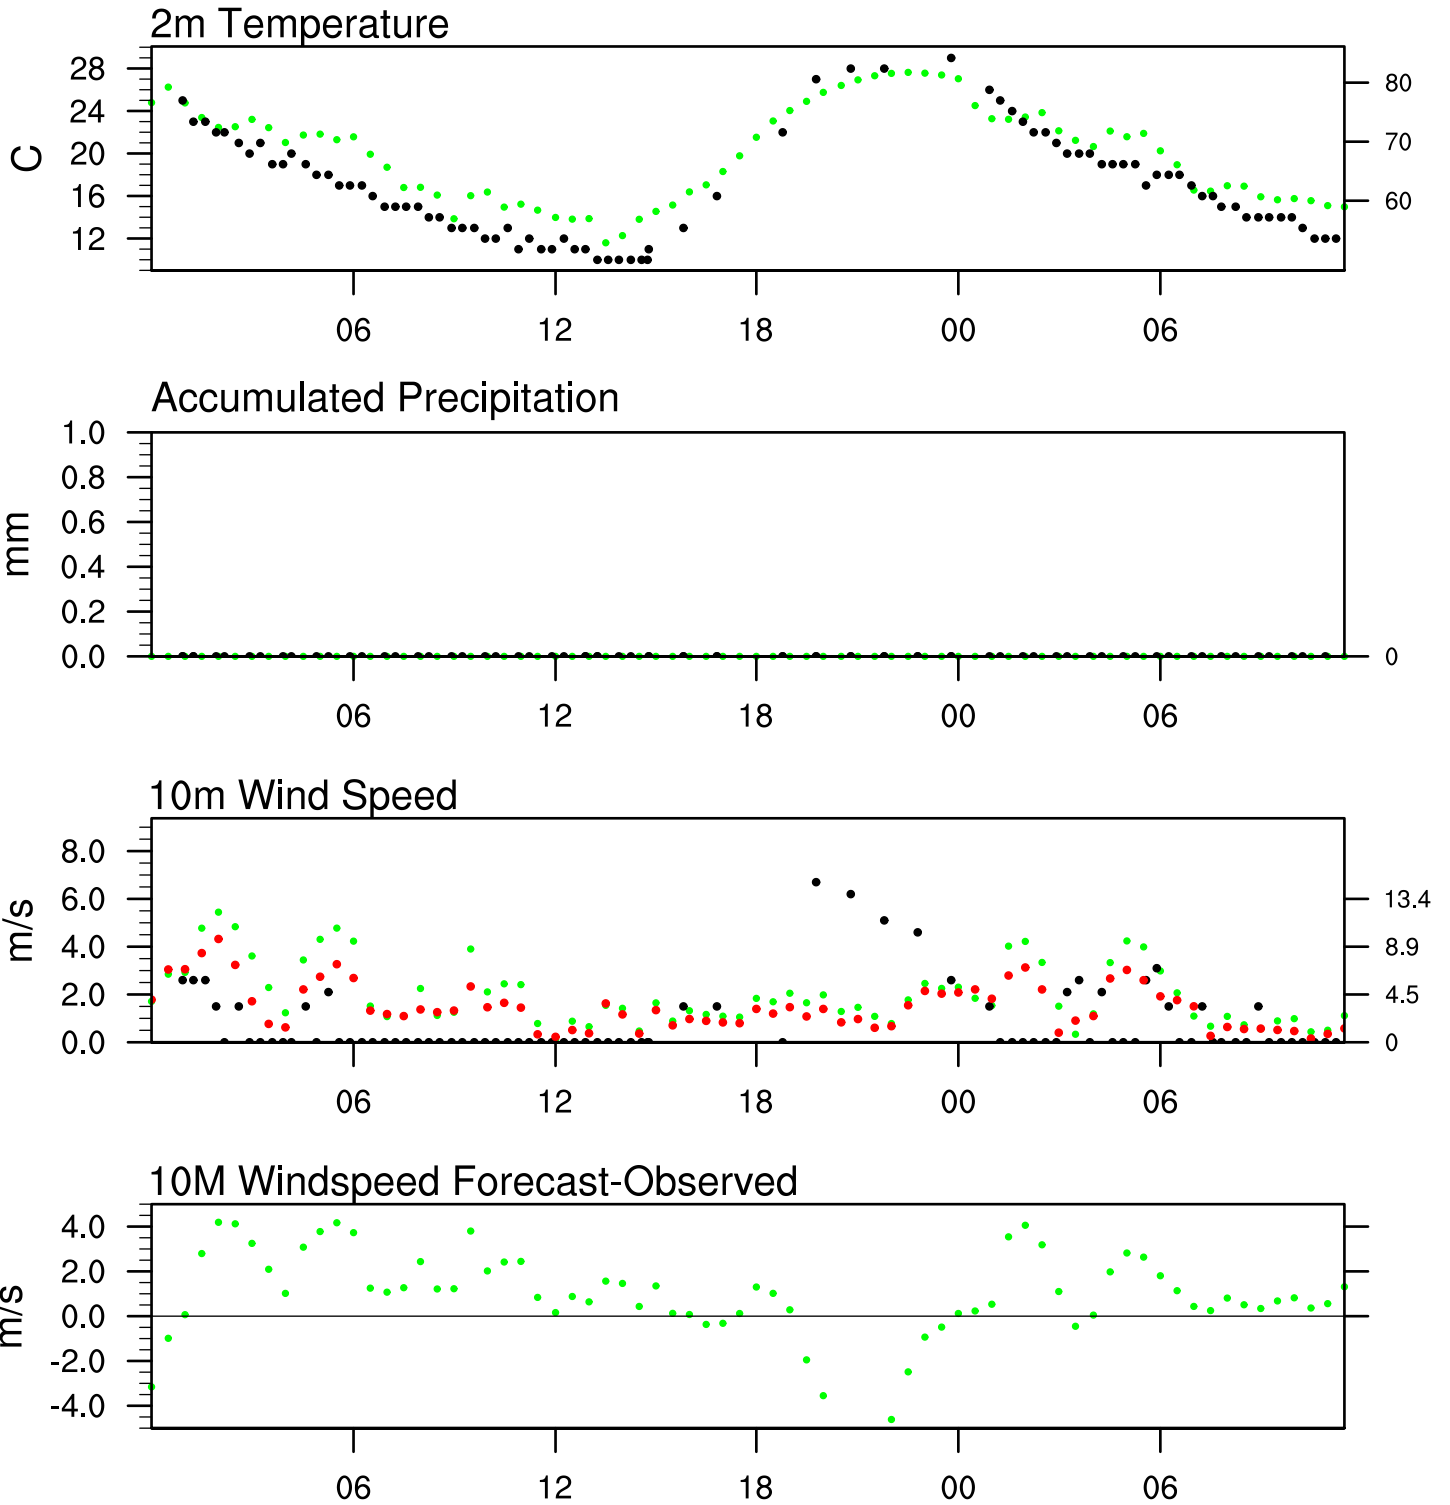 2m Temperature
28
24
20
16
12
C
80
70
60
06 12 18 00 06
Accumulated Precipitation
1.0
0.8
0.6
0.4
0.2
0.0
mm
0
06 12 18 00 06
10m Wind Speed
8.0
6.0
4.0
2.0
0.0
m/s
13.4
8.9
4.5
0
06 12 18 00 06
10M Windspeed Forecast-Observed
4.0
2.0
0.0
-2.0
-4.0
m/s
06 12 18 00 06